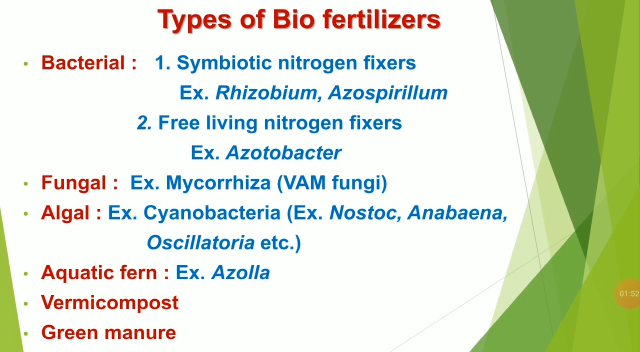 Types of Bio fertilizers
• Bacterial : 1. Symbiotic nitrogen fixers
Ex. Rhizobium, Azospirillum
2. Free living nitrogen fixers
Ex. Azotobacter
• Fungal : Ex. Mycorrhiza (VAM fungi)
• Algal : Ex. Cyanobacteria (Ex. Nostoc, Anabaena,
Oscillatoria etc.)
• Aquatic fern : Ex. Azolla
• Vermicompost
• Green manure
01:52